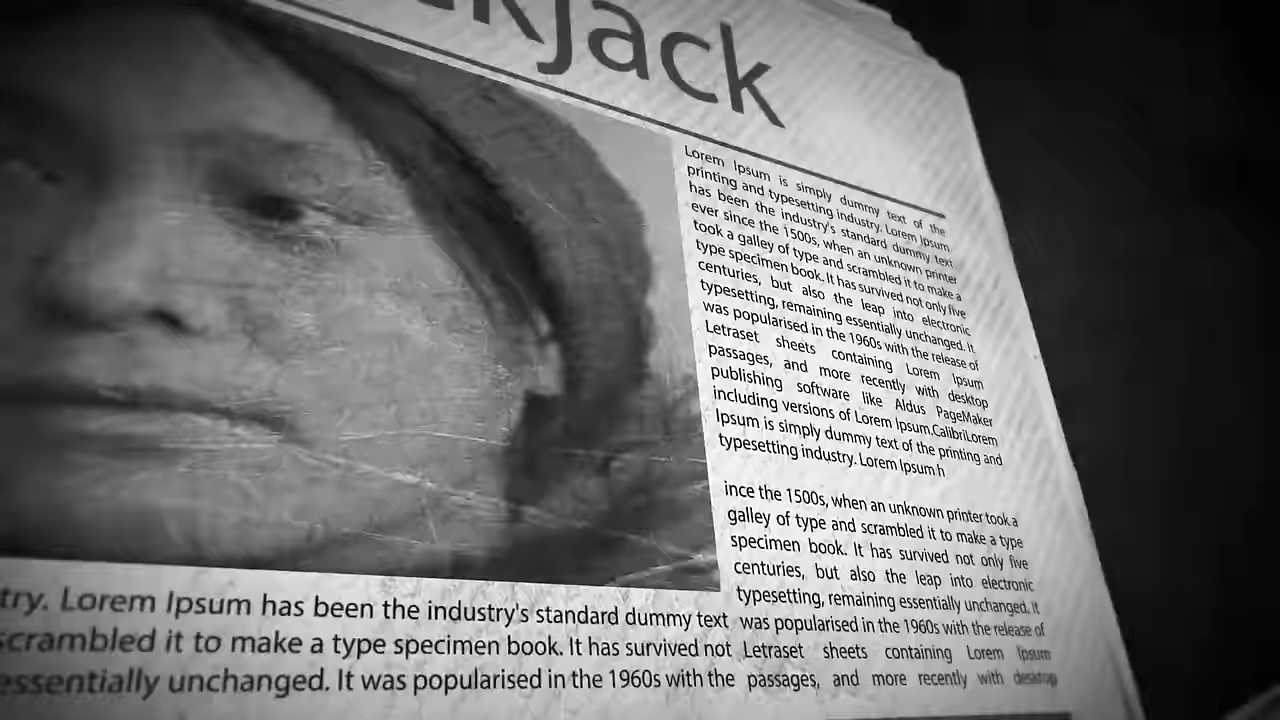 kJack
Lorem Ipsum is simply dummy text of the
printing and typesetting industry. Lorem Ipsum
has been the industry's standard dummy text
ever since the 1500s, when an unknown printer
took a galley of type and scrambled it to make a
type specimen book. It has survived not only five
centuries, but also the leap into electronic
typesetting, remaining essentially unchanged. It
was popularised in the 1960s with the release of
Letraset sheets containing Lorem Ipsum
passages, and more recently with desktop
publishing software like Aldus PageMaker
including versions of Lorem Ipsum.CalibriLorem
Ipsum is simply dummy text of the printing and
typesetting industry. Lorem Ipsum h
ince the 1500s, when an unknown printer took a
galley of type and scrambled it to make a type
specimen book. It has survived not only five
centuries, but also the leap into electronic
typesetting, remaining essentially unchanged. It
was popularised in the 1960s with the release of
Letraset sheets containing Lorem Ipsum
passages, and more recently with desktop
try. Lorem Ipsum has been the industry's standard dummy text
scrambled it to make a type specimen book. It has survived not
essentially unchanged. It was popularised in the 1960s with the